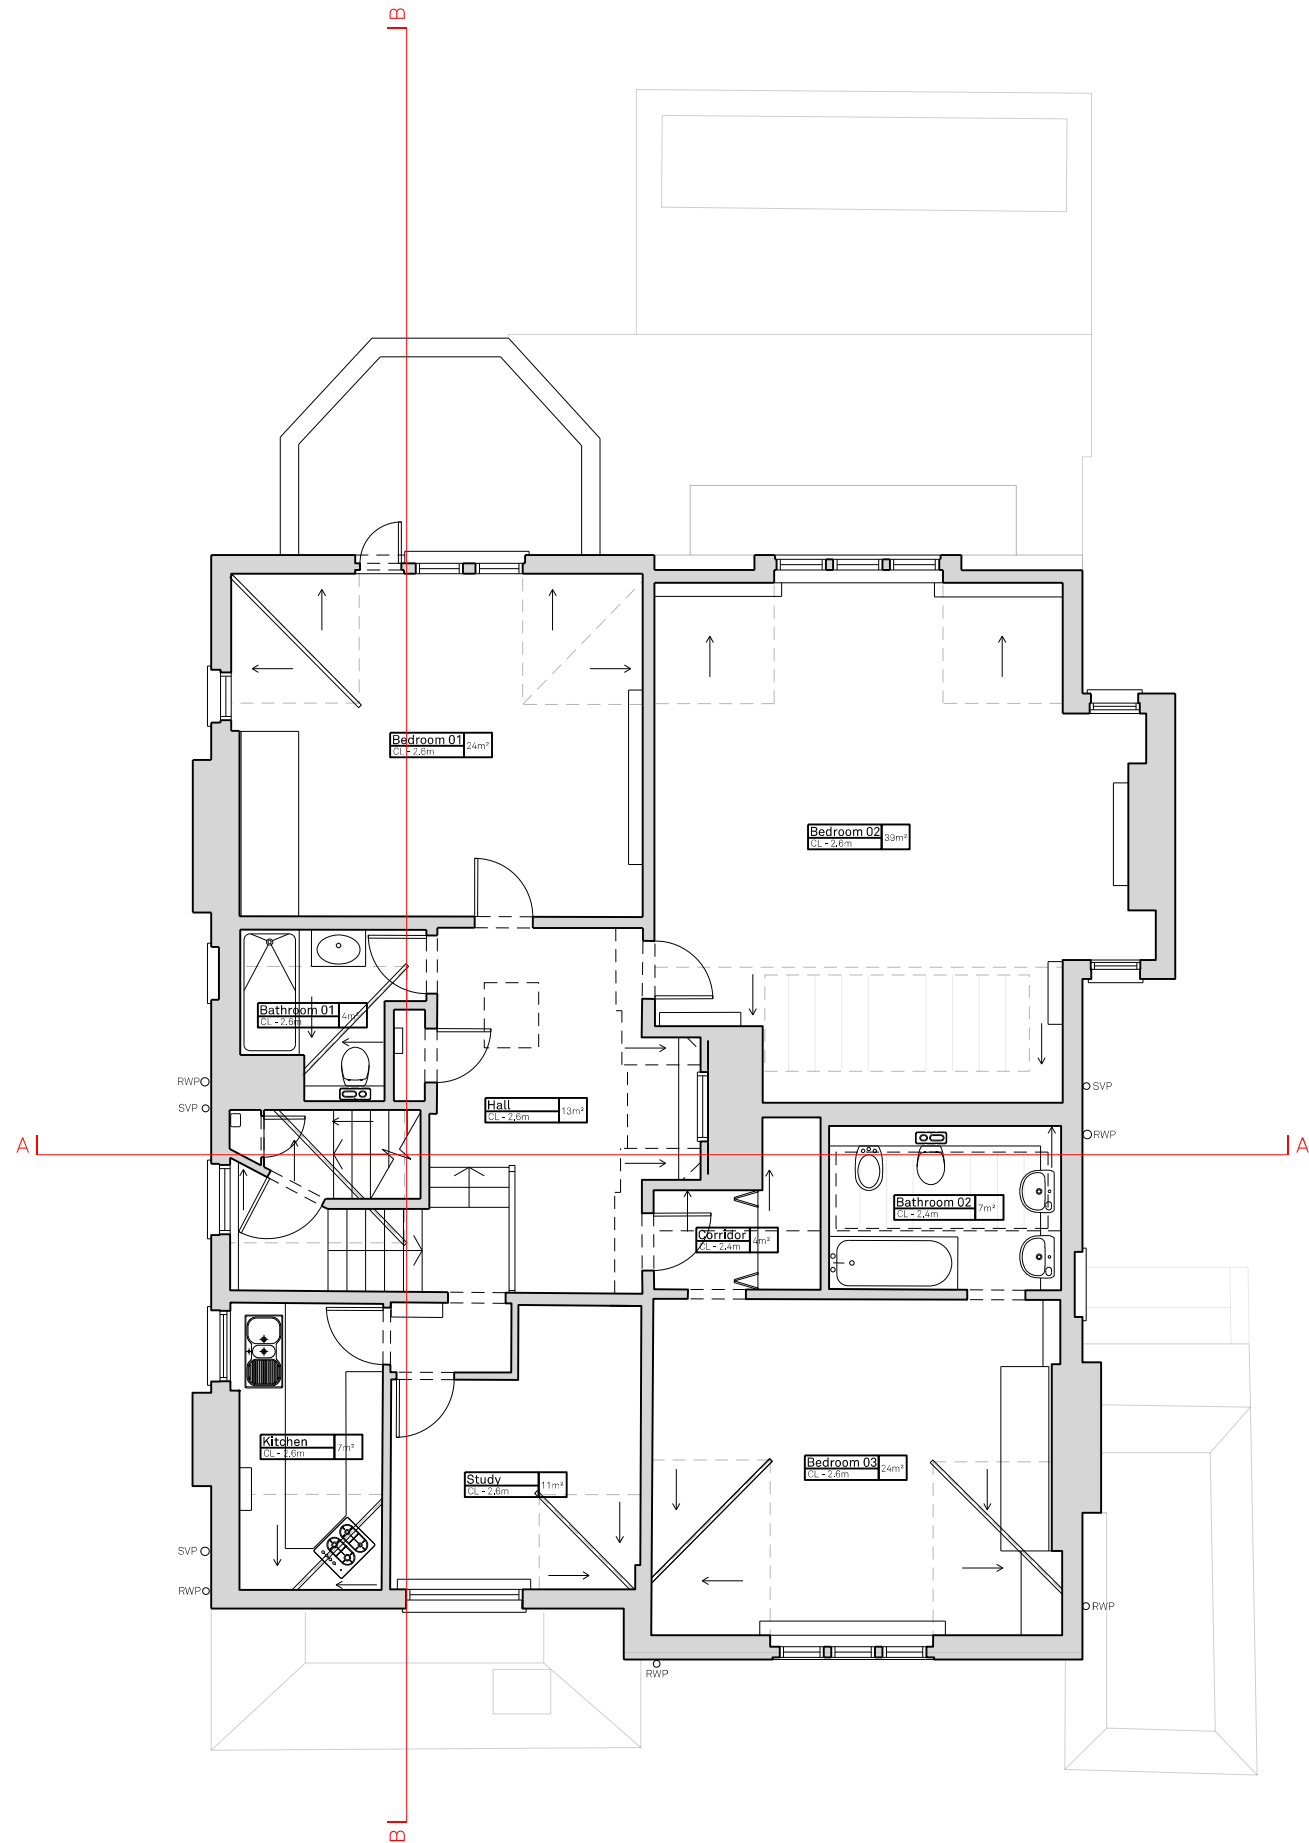 B
Bedroom 01
CL - 2.6m
24m²
Bedroom 02
CL - 2.6m
39m²
Bathroom 01
CL - 2.6m
4m²
RWP
SVP
SVP
Hall
CL - 2.6m
13m²
RWP
A
A
Bathroom 02
CL - 2.4m
7m²
Corridor
CL - 2.4m
4m²
Kitchen
CL - 2.6m
7m²
Study
CL - 2.6m
11m²
Bedroom 03
CL - 2.6m
24m²
SVP
RWP
RWP
RWP
B